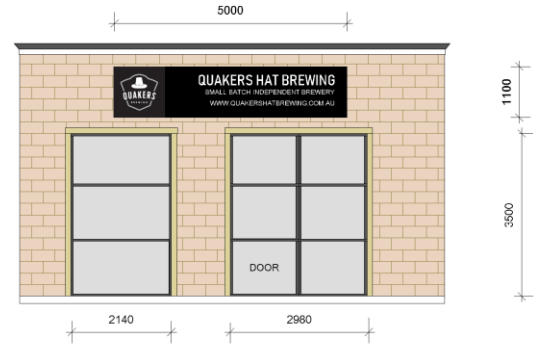 5000
QUAKERS HAT BREWING
SMALL BATCH INDEPENDENT BREWERY
WWW.QUAKERSHATBREWING.COM.AU
QUAKERS
BREWING
1100
3500
DOOR
2140
2980